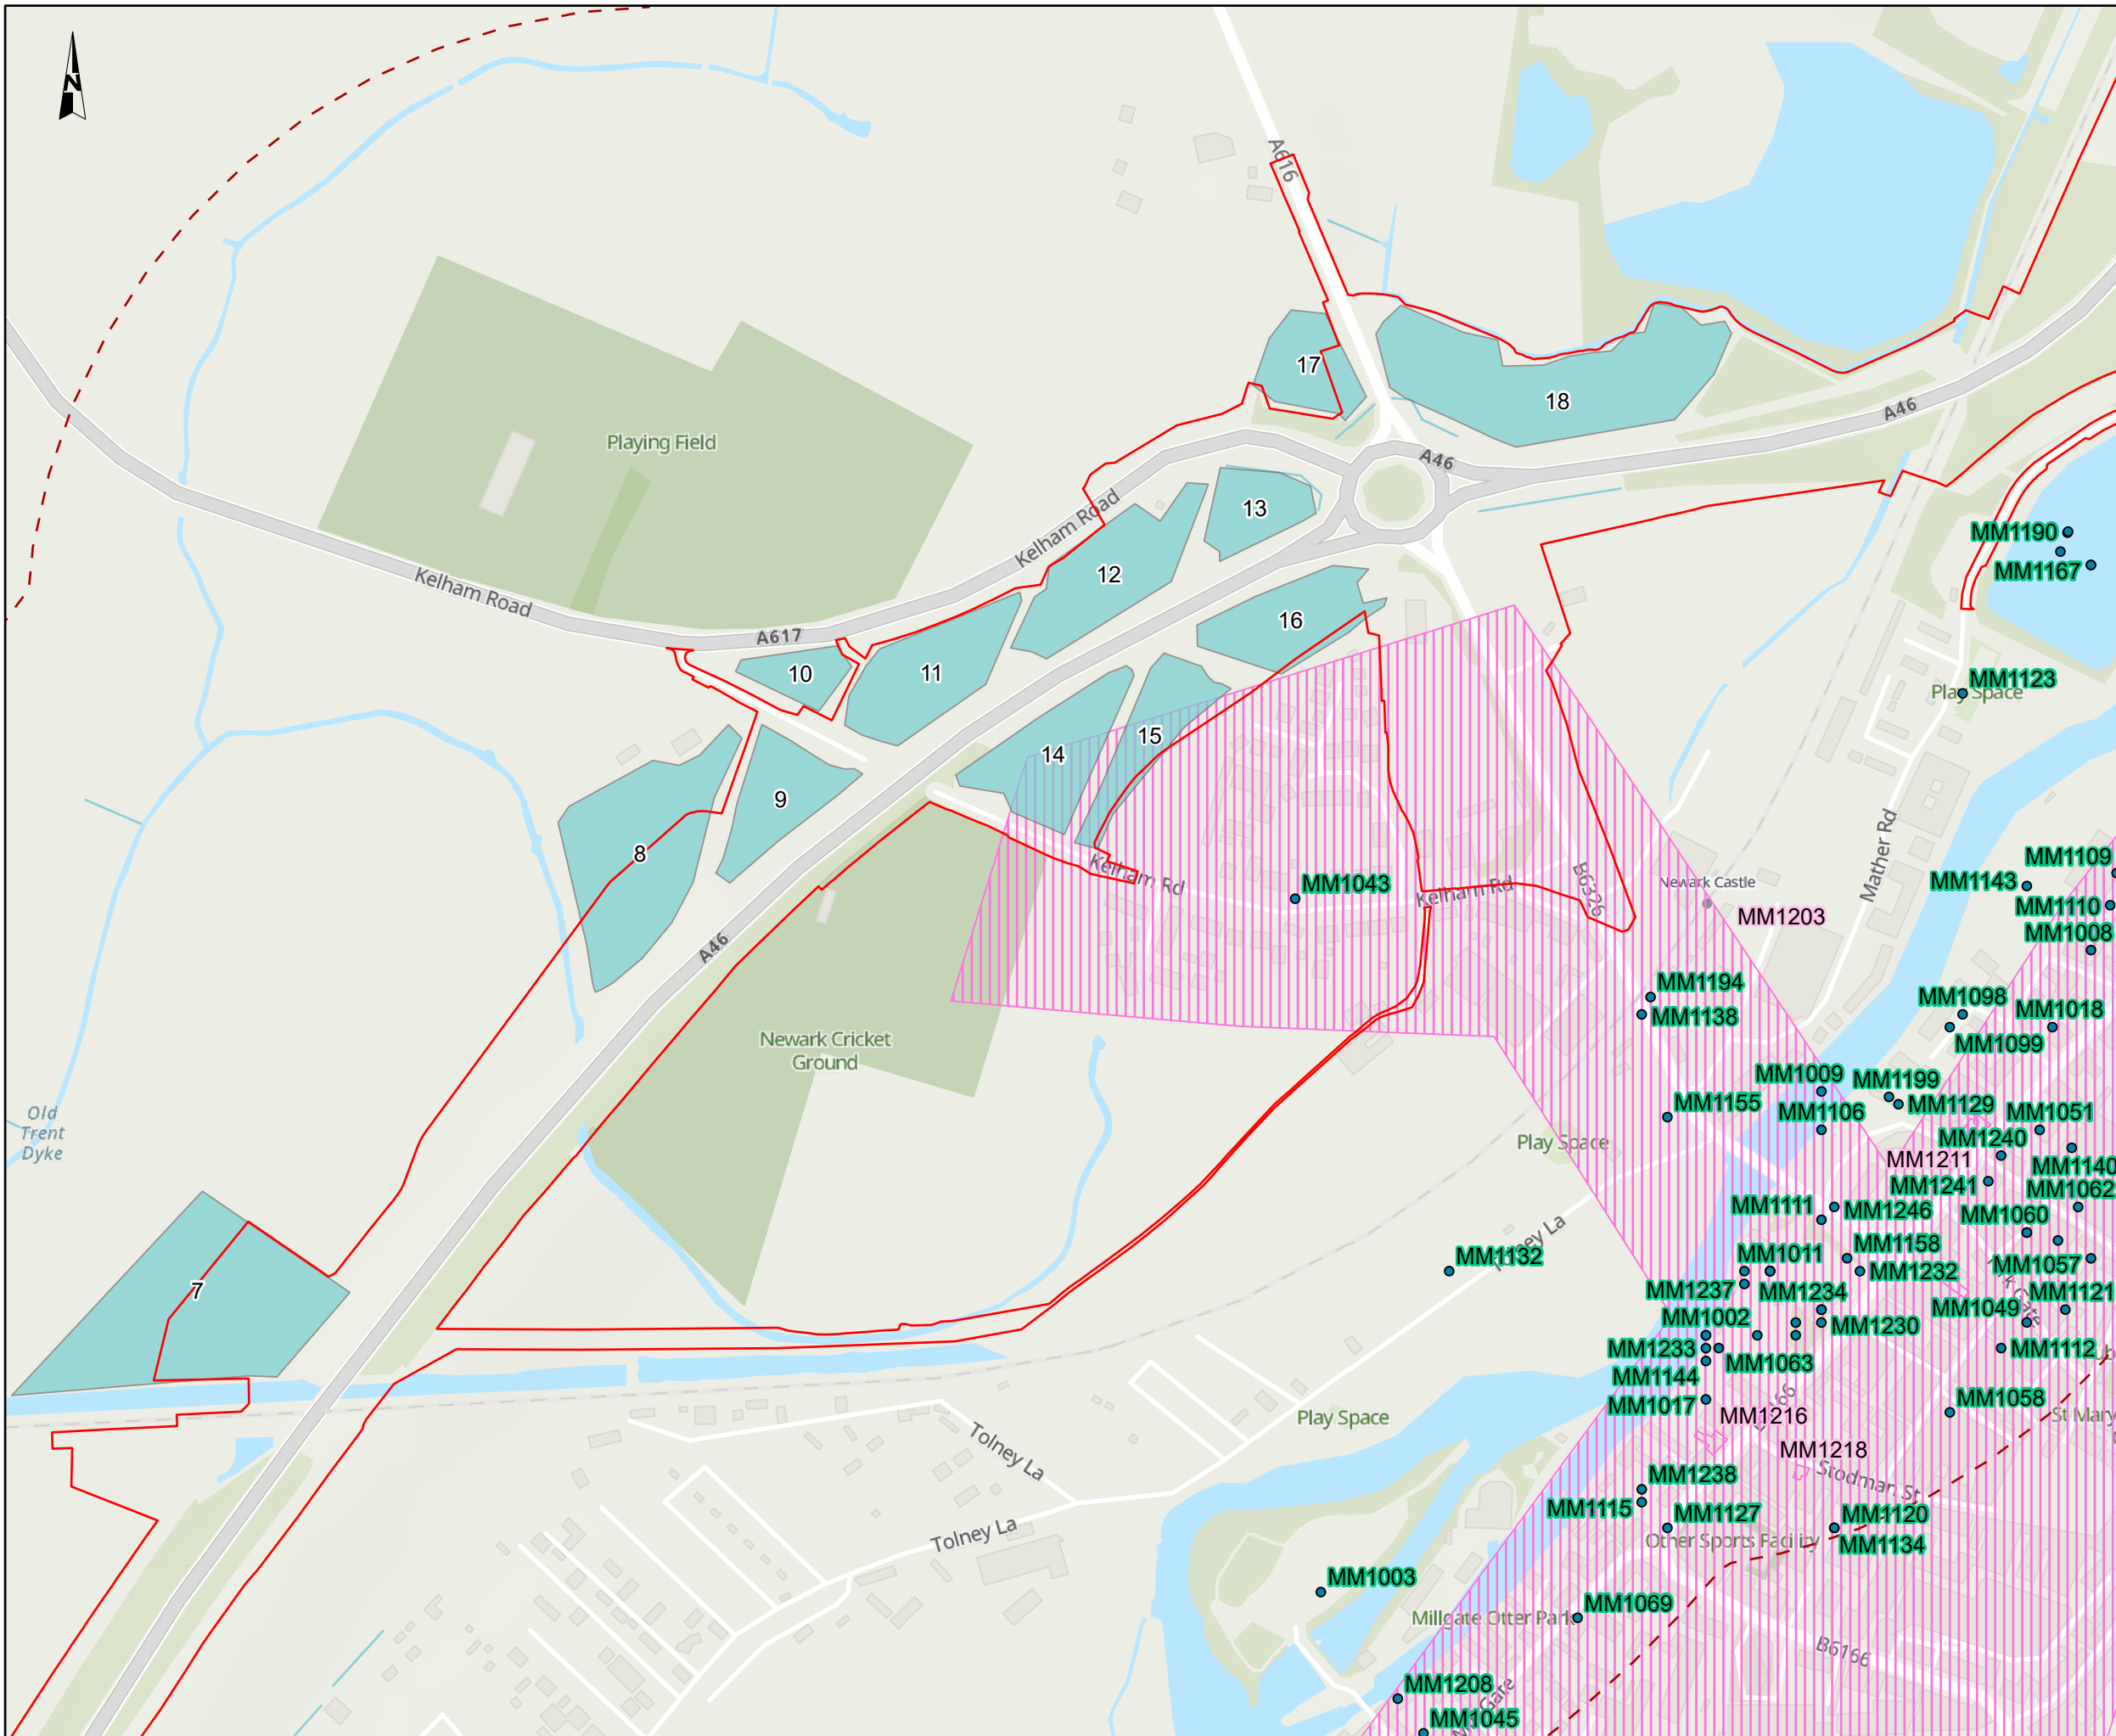 N
A616
17
18
A46
A46
Playing Field
Kelham Road
13
12
MM1190
MM1167
Kelham Road
A617
16
10
11
MM1123
Play Space
15
14
9
8
Mather Rd
MM1109
Kelham Rd
MM1043
Kelham Rd
B6326
Newark Castle
MM1143
MM1110
MM1203
MM1008
A46
MM1194
MM1138
MM1098
MM1018
MM1099
Newark Cricket
Ground
MM1009
MM1199
MM1155
MM1106
MM1129
MM1051
Old
Trent
Dyke
Play Space
MM1240
MM1211
MM1140
MM1241
MM1062
MM1111
MM1246
MM1060
Tolney La
MM1132
MM1011
MM1158
MM1057
MM1232
7
MM1237
MM1234
MM1121
MM1049
MM1002
MM1230
MM1233
MM1063
MM1112
MM1144
MM1017
MM1058
Play Space
MM1216
St Mary
Tolney La
MM1218
MM1238
Stodman St
MM1115
MM1127
MM1120
Tolney La
Other Sports Facility
MM1134
MM1003
MM1069
Millgate Otter Park
B6166
MM1208
MM1045